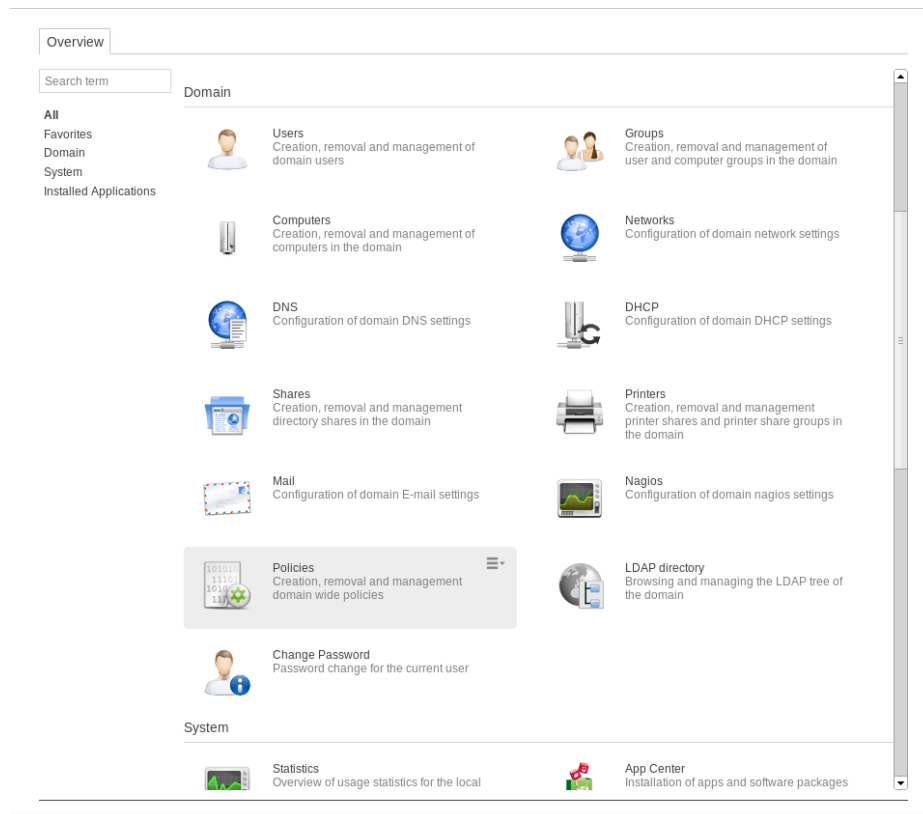 Overview
Search term
All
Favorites
Domain
System
Installed Applications
Domain
Users
Creation, removal and management of
domain users
Groups
Creation, removal and management of
user and computer groups in the domain
Computers
Creation, removal and management of
computers in the domain
Networks
Configuration of domain network settings
DNS
Configuration of domain DNS settings
DHCP
Configuration of domain DHCP settings
Shares
Creation, removal and management
directory shares in the domain
Printers
Creation, removal and management
printer shares and printer share groups in
the domain
Mail
Configuration of domain E-mail settings
Nagios
Configuration of domain nagios settings
Policies
Creation, removal and management
domain wide policies
LDAP directory
Browsing and managing the LDAP tree of
the domain
Change Password
Password change for the current user
System
Statistics
Overview of usage statistics for the local
App Center
Installation of apps and software packages